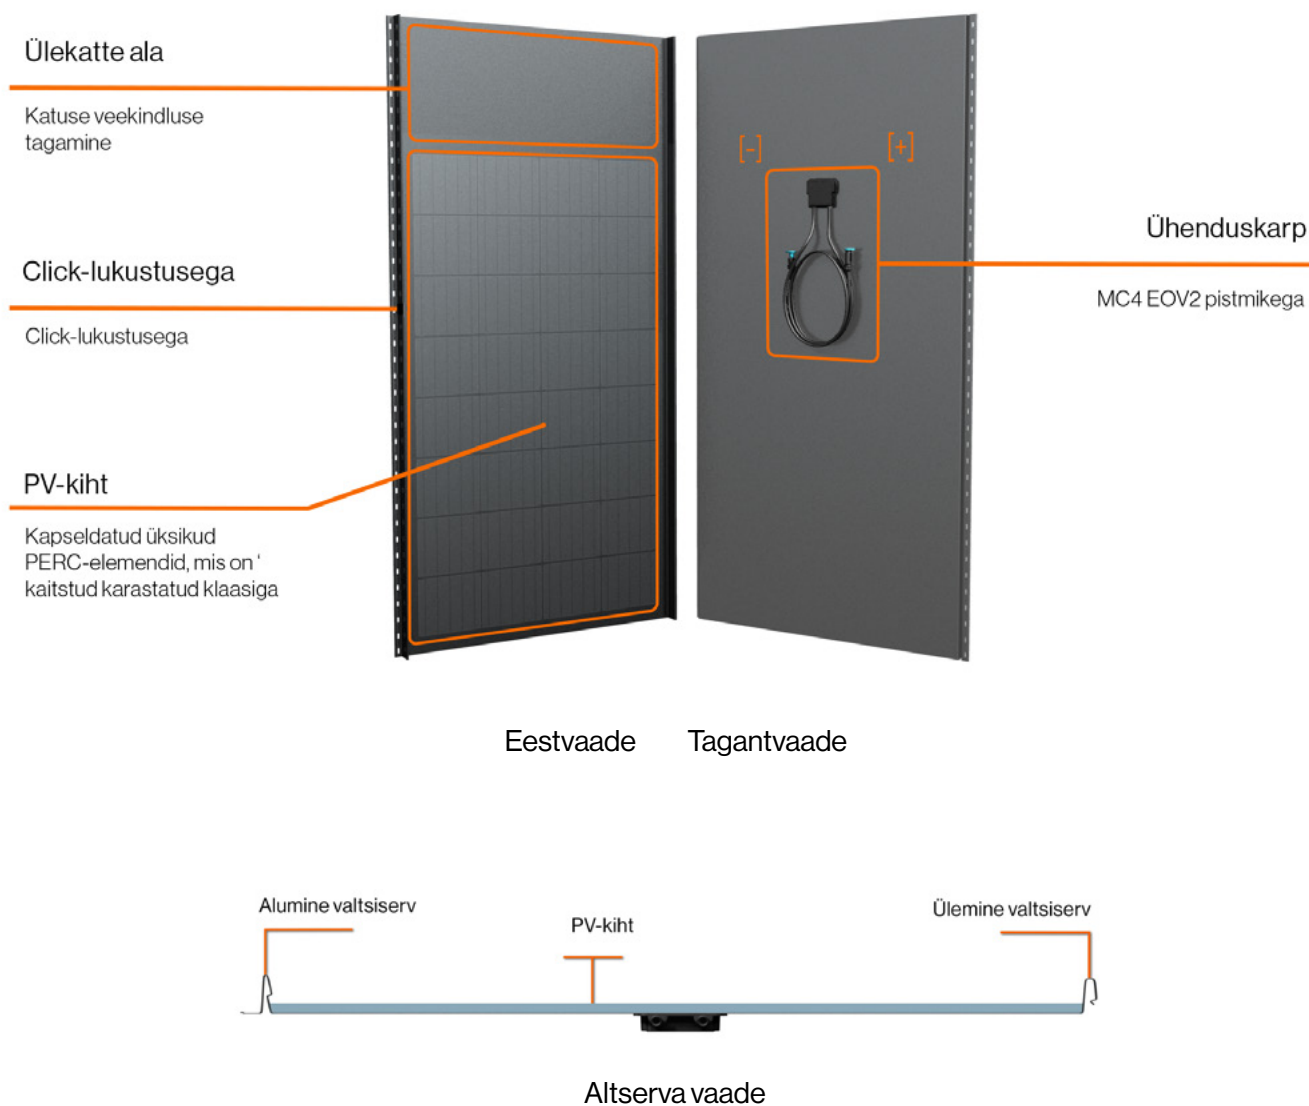 Ülekatte ala
Katuse veekindluse
tagamine
Click-lukustusega
Click-lukustusega
PV-kiht
Kapseldatud üksikud
PERC-elemendid, mis on ‘
kaitstud karastatud klaasiga
[-]
[+]
Ühenduskarp
MC4 EOV2 pistmikega
Eestvaade
Tagantvaade
Alumine valtsiserv
PV-kiht
Ülemine valtsiserv
Altserva vaade